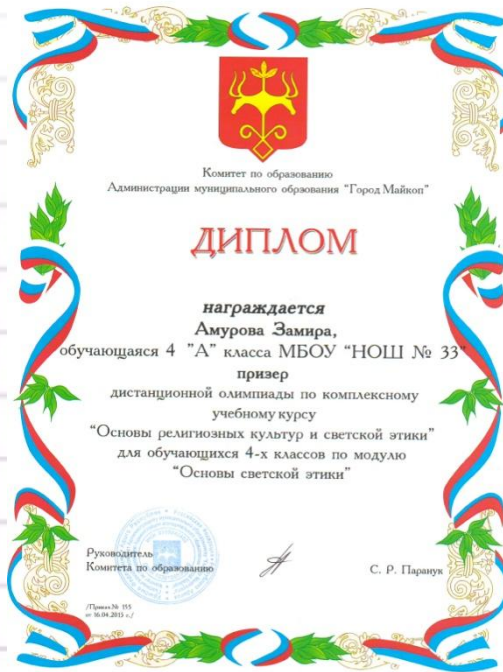 Комитет по образованию
Администрации муниципального обрзования "Город Майкоп"
ДИПЛОМ
награждается
Амурова Замира,
обучающаяся 4 "А" класса МБОУ "НОШ № 33"
призер
дистанционной олимпиады по комплексному
учебному курсу
"Основы религиозных культур и светской этики"
для обучающихся 4-х классов по модулю
"Основы светской этики"
Руководитель
Комитета по образованию
С. Р. Паранук
/Приказ № 155
от 16.04.2013 г./